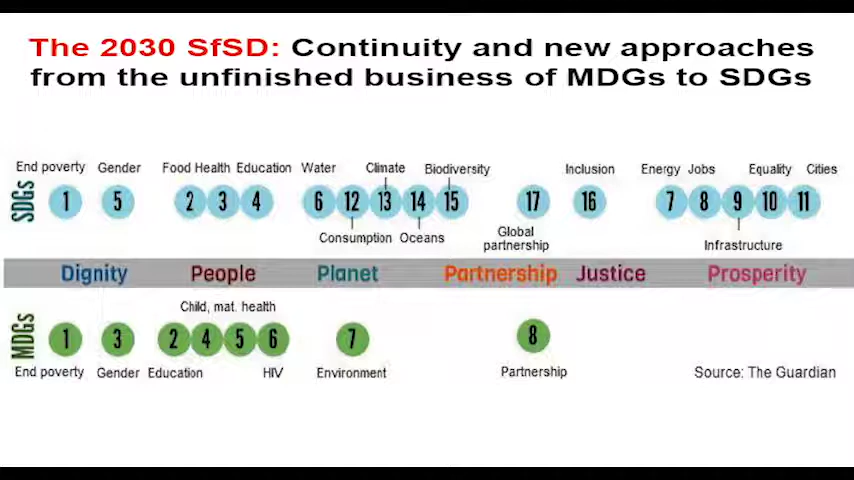 The 2030 SfSD: Continuity and new approaches
from the unfinished business of MDGs to SDGs
End poverty Gender Food Health Education Water Climate Biodiversity Inclusion Energy Jobs Equality Cities
SDGs 1 5 2 3 4 6 12 13 14 15 17 16 7 8 9 10 11
Consumption Oceans Global partnership Infrastructure
Dignity People Planet Partnership Justice Prosperity
Child, mat. health
MDGs 1 3 2 4 5 6 7 8
End poverty Gender Education HIV Environment Partnership Source: The Guardian